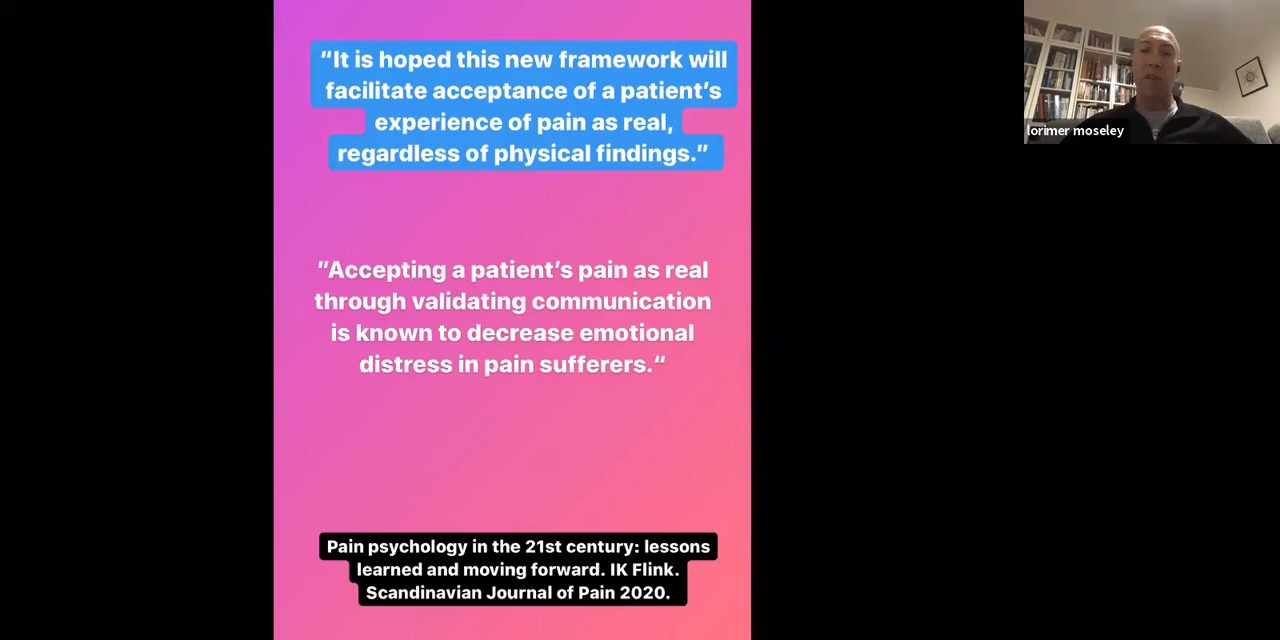 “It is hoped this new framework will
facilitate acceptance of a patient’s
experience of pain as real,
regardless of physical findings.”
"Accepting a patient’s pain as real
through validating communication
is known to decrease emotional
distress in pain sufferers.“
Pain psychology in the 21st century: lessons
learned and moving forward. IK Flink.
Scandinavian Journal of Pain 2020.
lorimer moseley